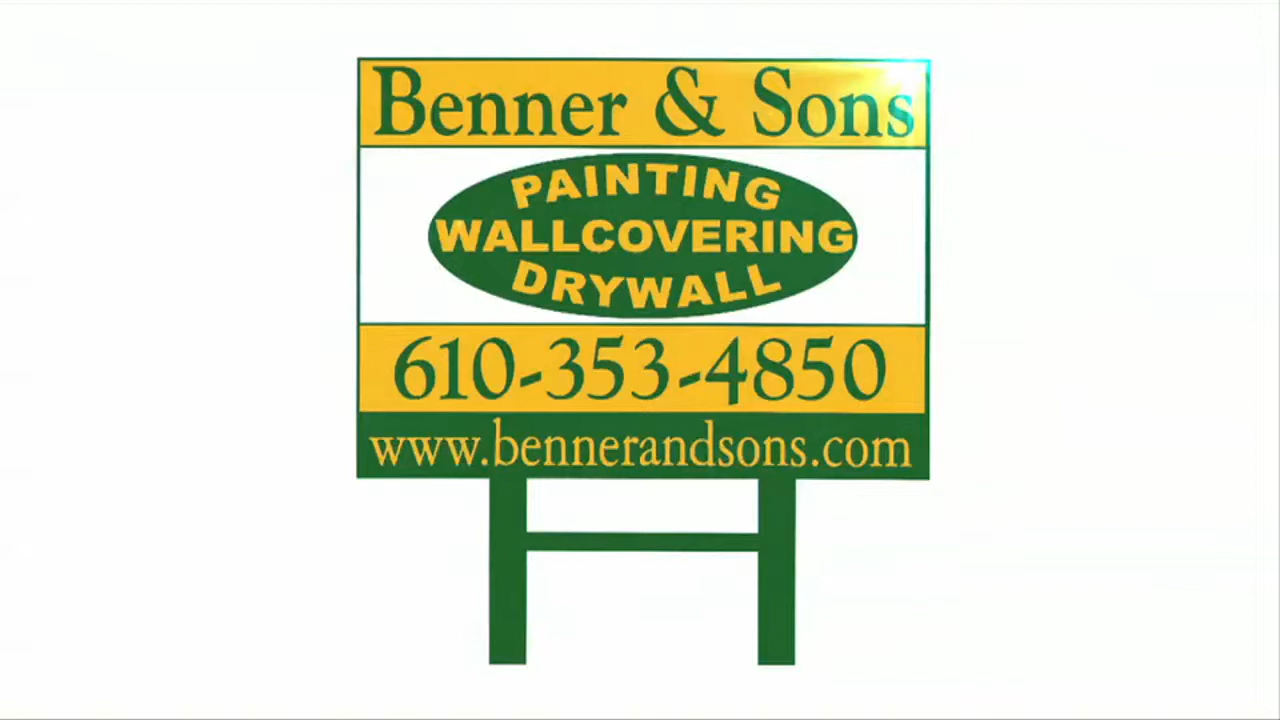 Benner & Sons
PAINTING
WALLCOVERING
DRYWALL
610-353-4850
www.bennerandsons.com